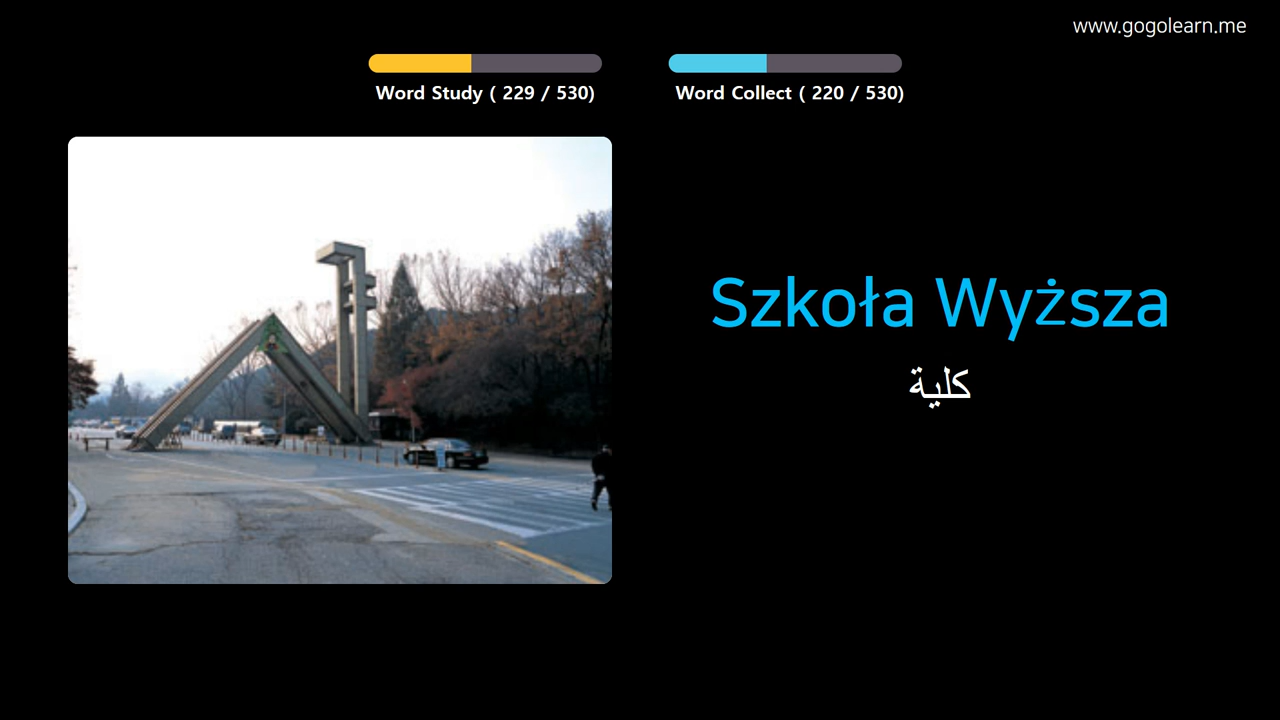 www.gogolearn.me
Word Study ( 229 / 530)
Word Collect ( 220 / 530)
Szkoła Wyższa
كلية